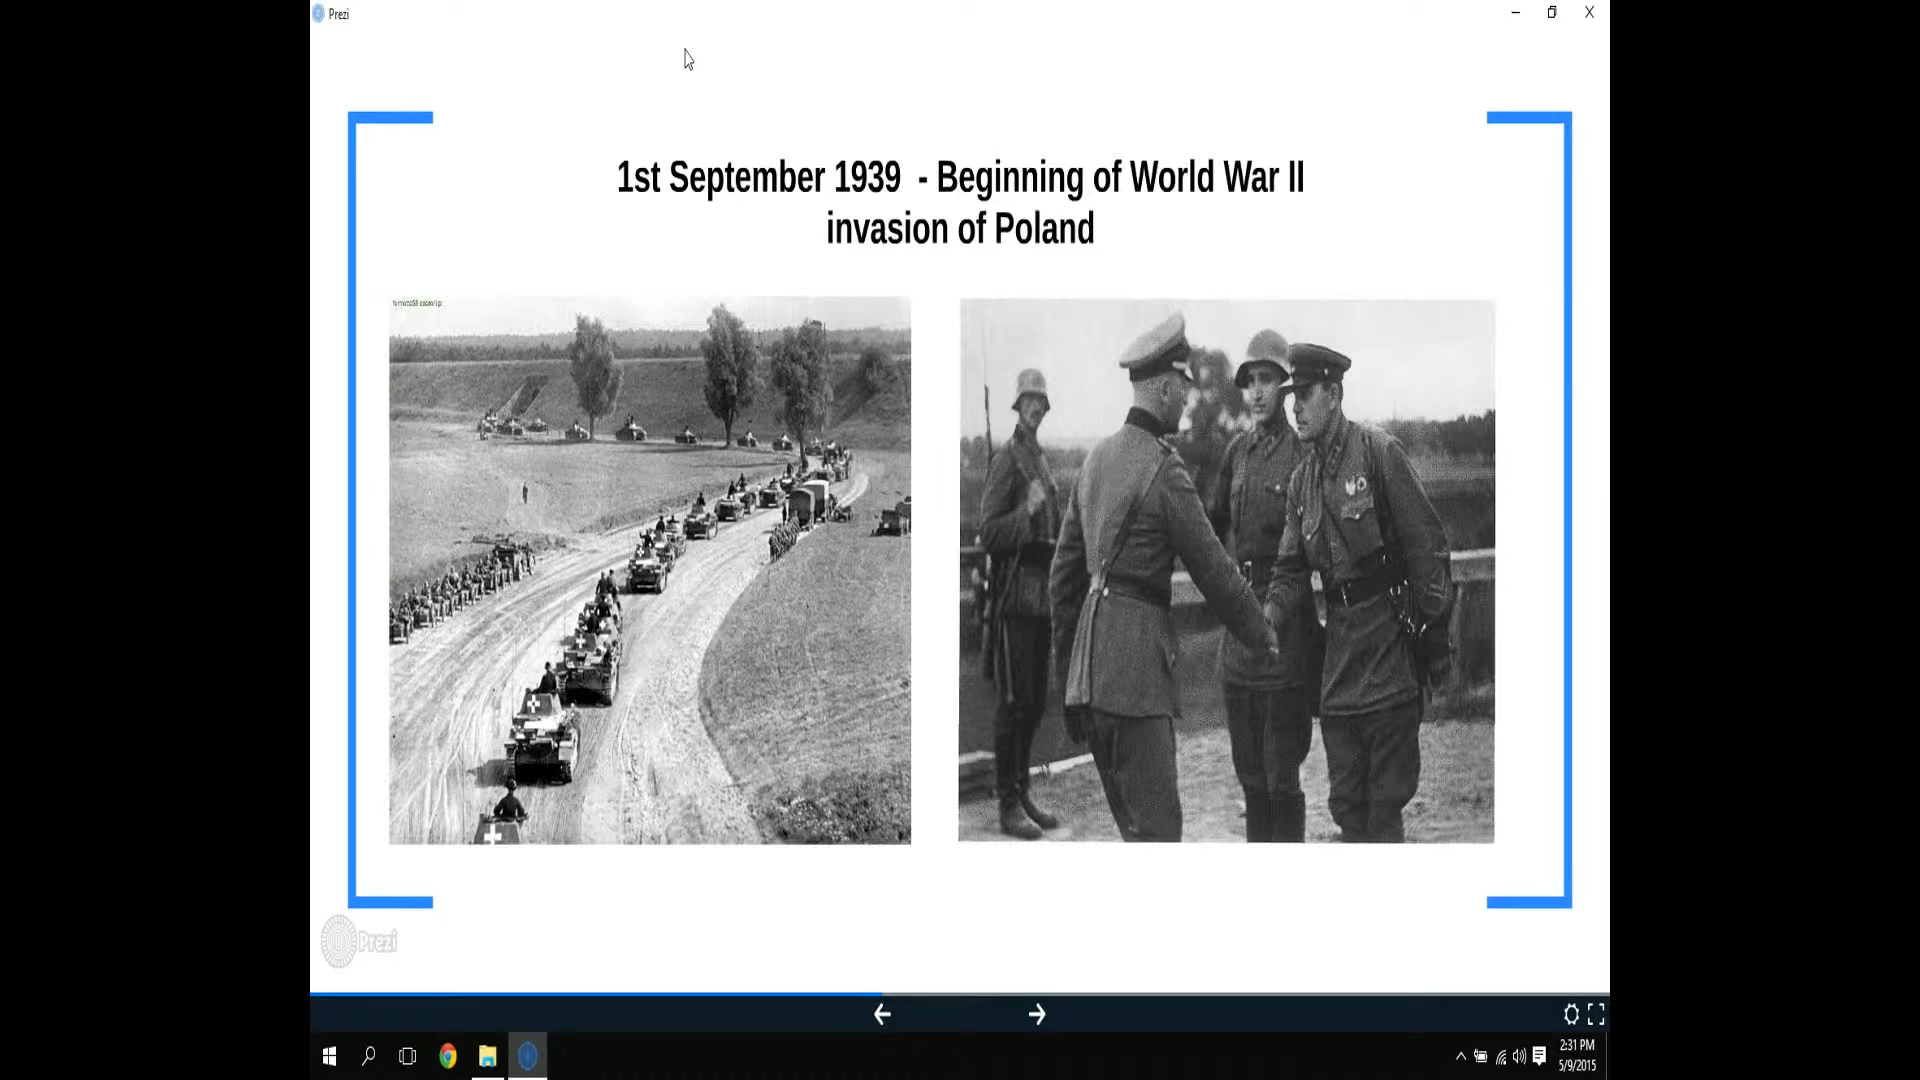 Prezi
1st September 1939 - Beginning of World War II
invasion of Poland
Prezi
2:31 PM
5/9/2015